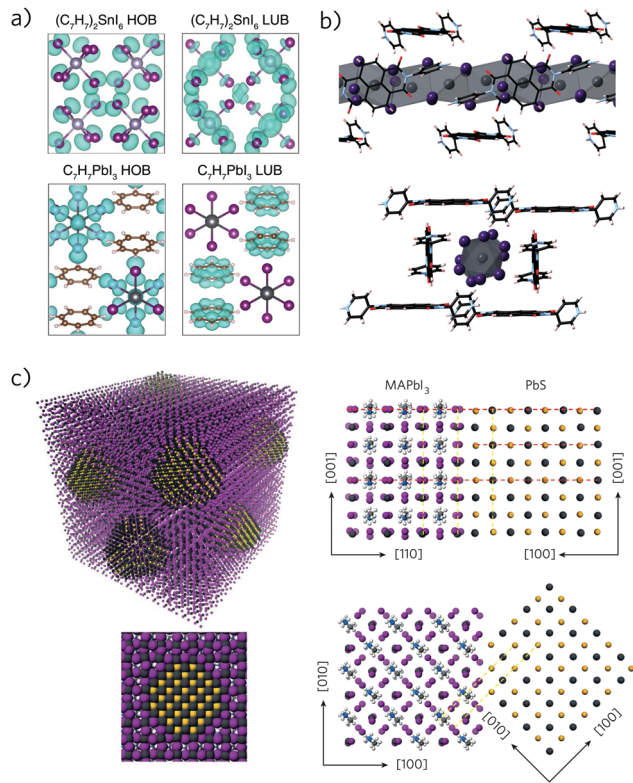 a)
(C₇H₇)₂SnI₆ HOB
(C₇H₇)₂SnI₆ LUB
C₇H₇PbI₃ HOB
C₇H₇PbI₃ LUB
b)
c)
MAPbI₃
PbS
[001]
[001]
[110]
[100]
[010]
[100]
[010]
[100]